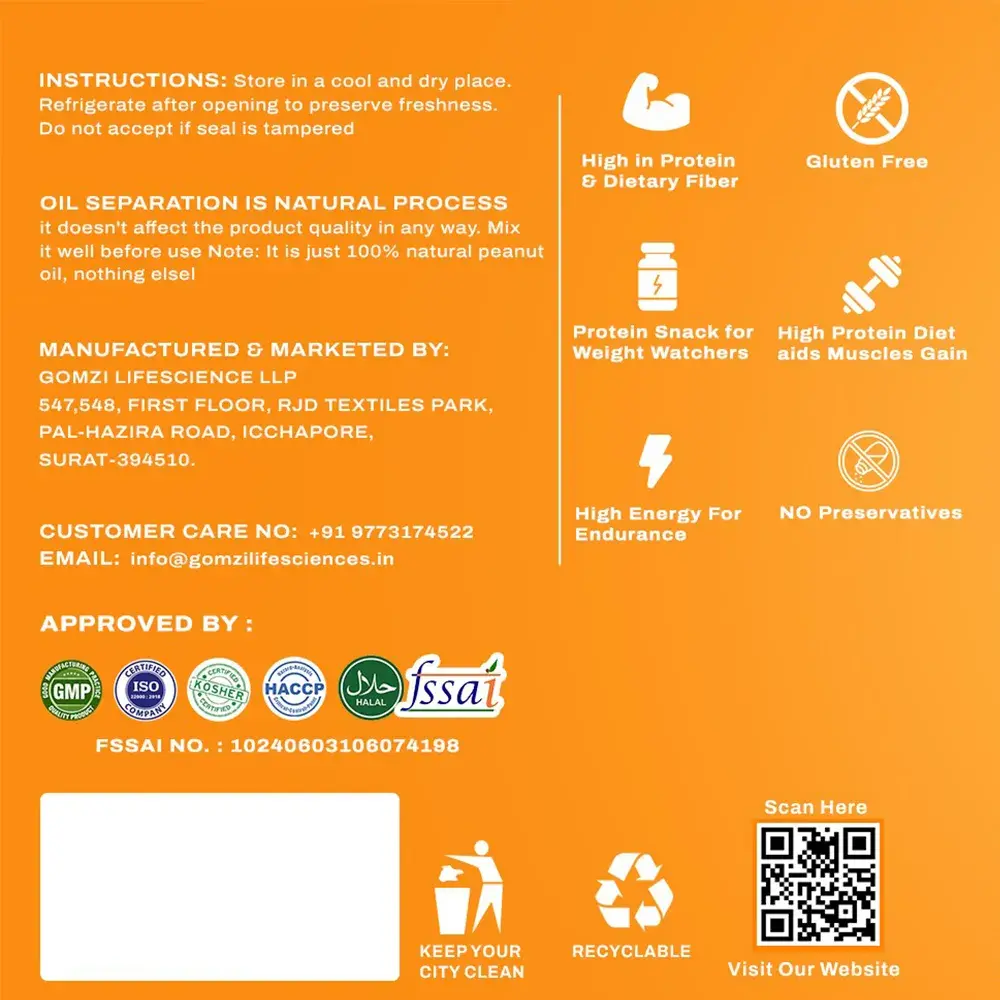 INSTRUCTIONS: Store in a cool and dry place.
Refrigerate after opening to preserve freshness.
Do not accept if seal is tampered
OIL SEPARATION IS NATURAL PROCESS
it doesn't affect the product quality in any way. Mix
it well before use Note: It is just 100% natural peanut
oil, nothing elsel
MANUFACTURED & MARKETED BY:
GOMZI LIFESCIENCE LLP
547,548, FIRST FLOOR, RJD TEXTILES PARK,
PAL-HAZIRA ROAD, ICCHAPORE,
SURAT-394510.
CUSTOMER CARE NO: +91 9773174522
EMAIL: info@gomzilifesciences.in
High in Protein
& Dietary Fiber
Gluten Free
Protein Snack for
Weight Watchers
High Protein Diet
aids Muscles Gain
High Energy For
Endurance
NO Preservatives
APPROVED BY :
GOOD MANUFACTURING PRACTICE
GMP
QUALITY PRODUCT
CERTIFIED
ISO
22000 : 2018
COMPANY
CERTIFIED
KOSHER
CERTIFIED
HACCP
حلال
HALAL
fssai
FSSAI NO. : 10240603106074198
KEEP YOUR
CITY CLEAN
RECYCLABLE
Scan Here
Visit Our Website